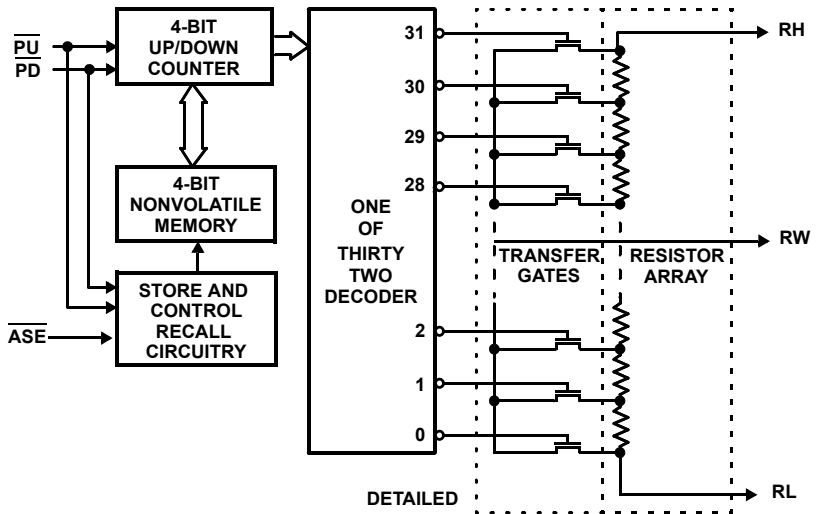 4-BIT
UP/DOWN
COUNTER
PU
PD
4-BIT
NONVOLATILE
MEMORY
STORE AND
CONTROL
RECALL
CIRCUITRY
ASE
ONE
OF
THIRTY
TWO
DECODER
31
30
29
28
2
1
0
TRANSFER
GATES
RESISTOR
ARRAY
RH
RW
RL
DETAILED